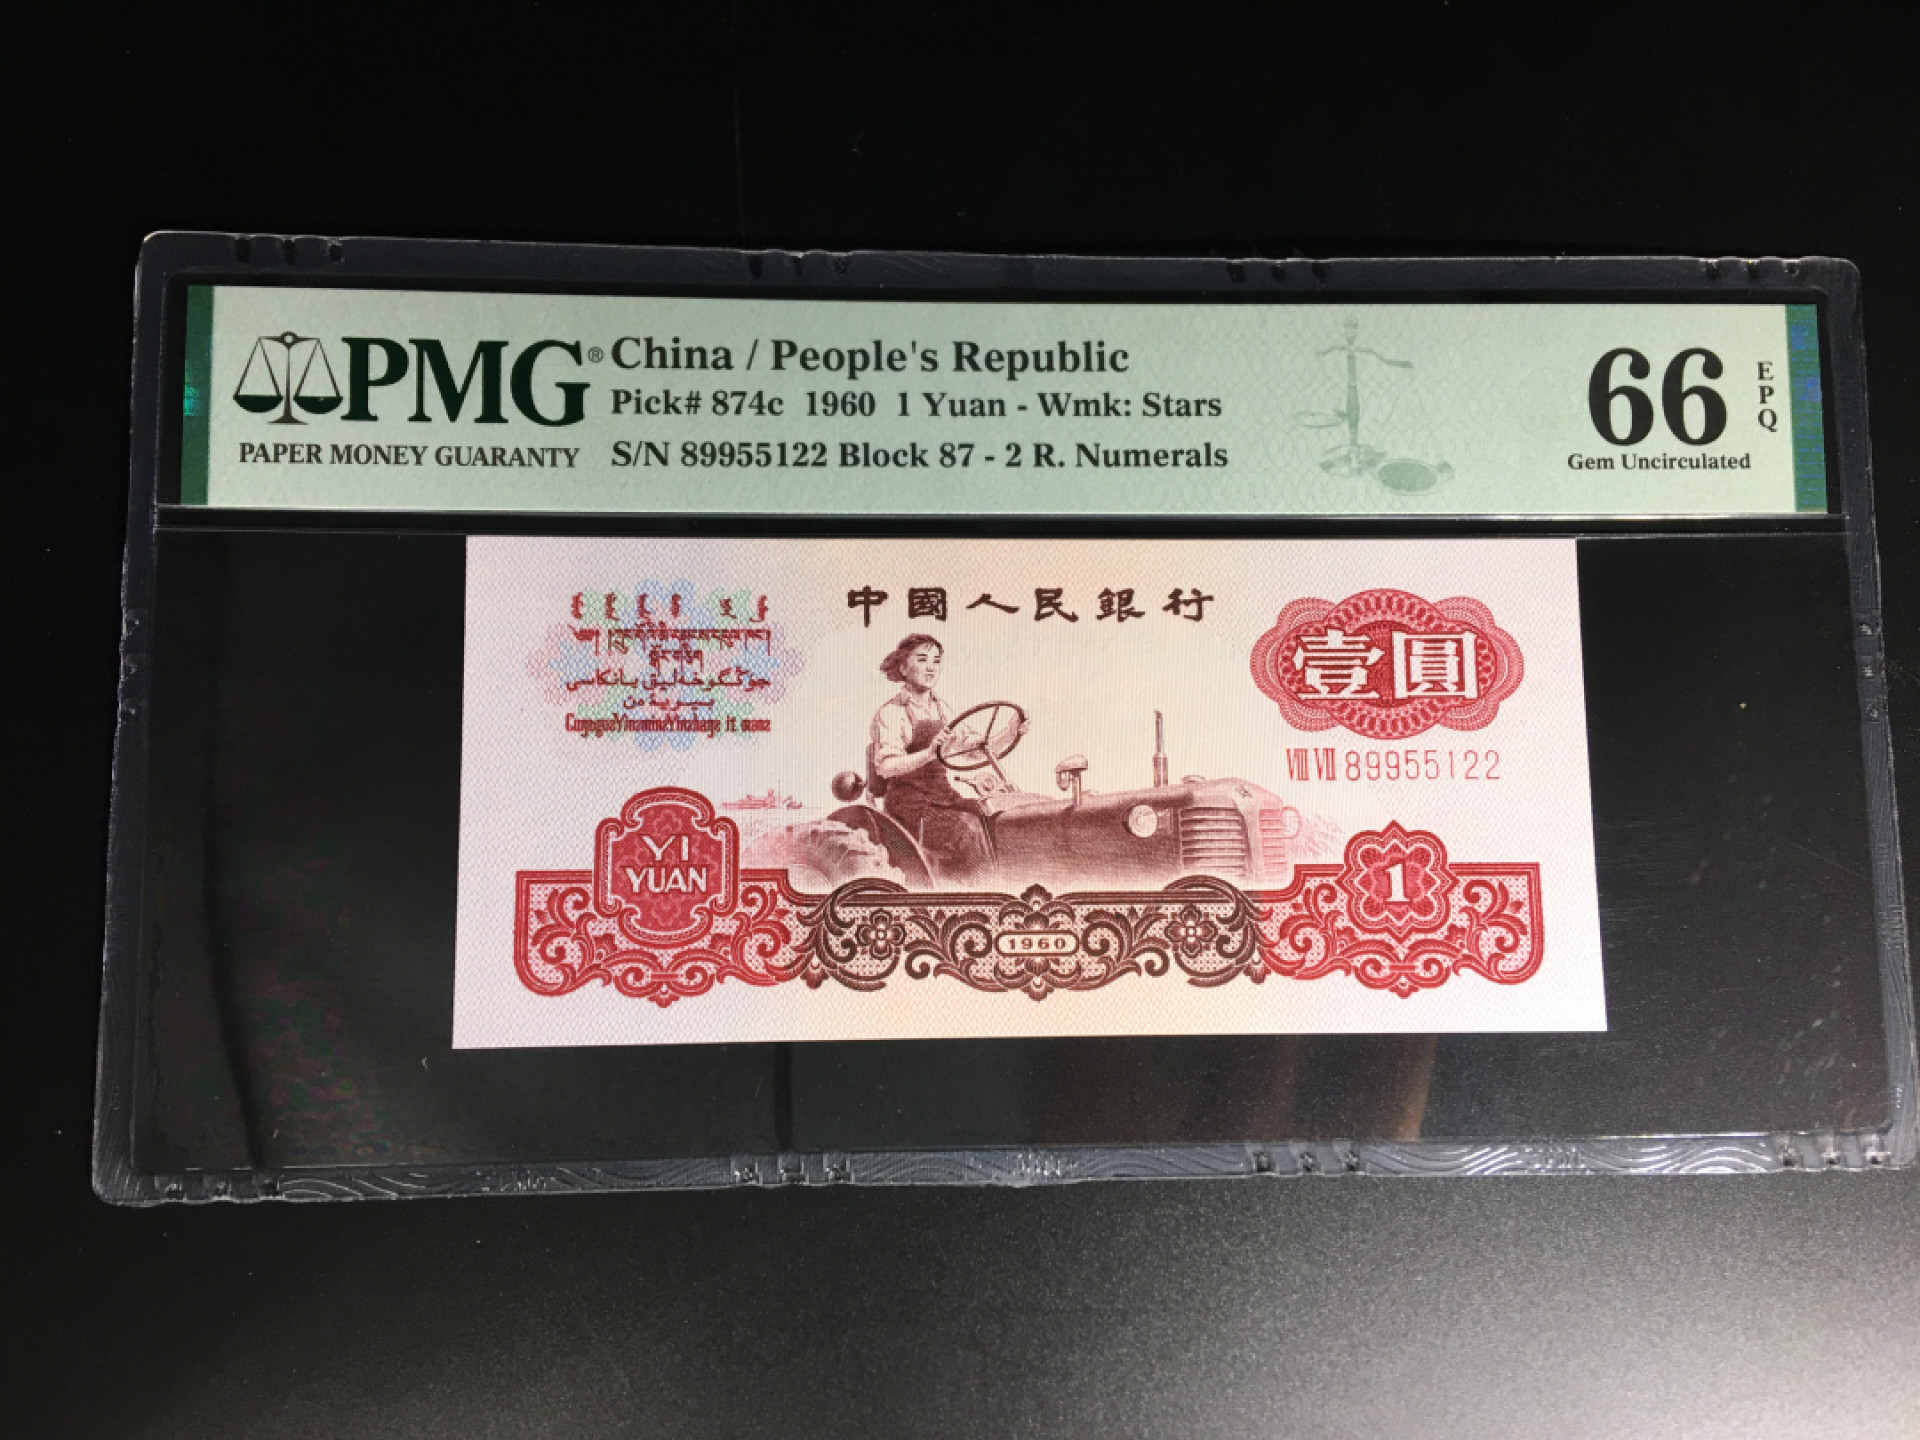 PMG®
PAPER MONEY GUARANTY
China / People's Republic
Pick# 874c 1960 1 Yuan - Wmk: Stars
S/N 89955122 Block 87 - 2 R. Numerals
66
EPQ
Gem Uncirculated
中國人民銀行
壹圓
VIII VII 89955122
YI
YUAN
1960
1